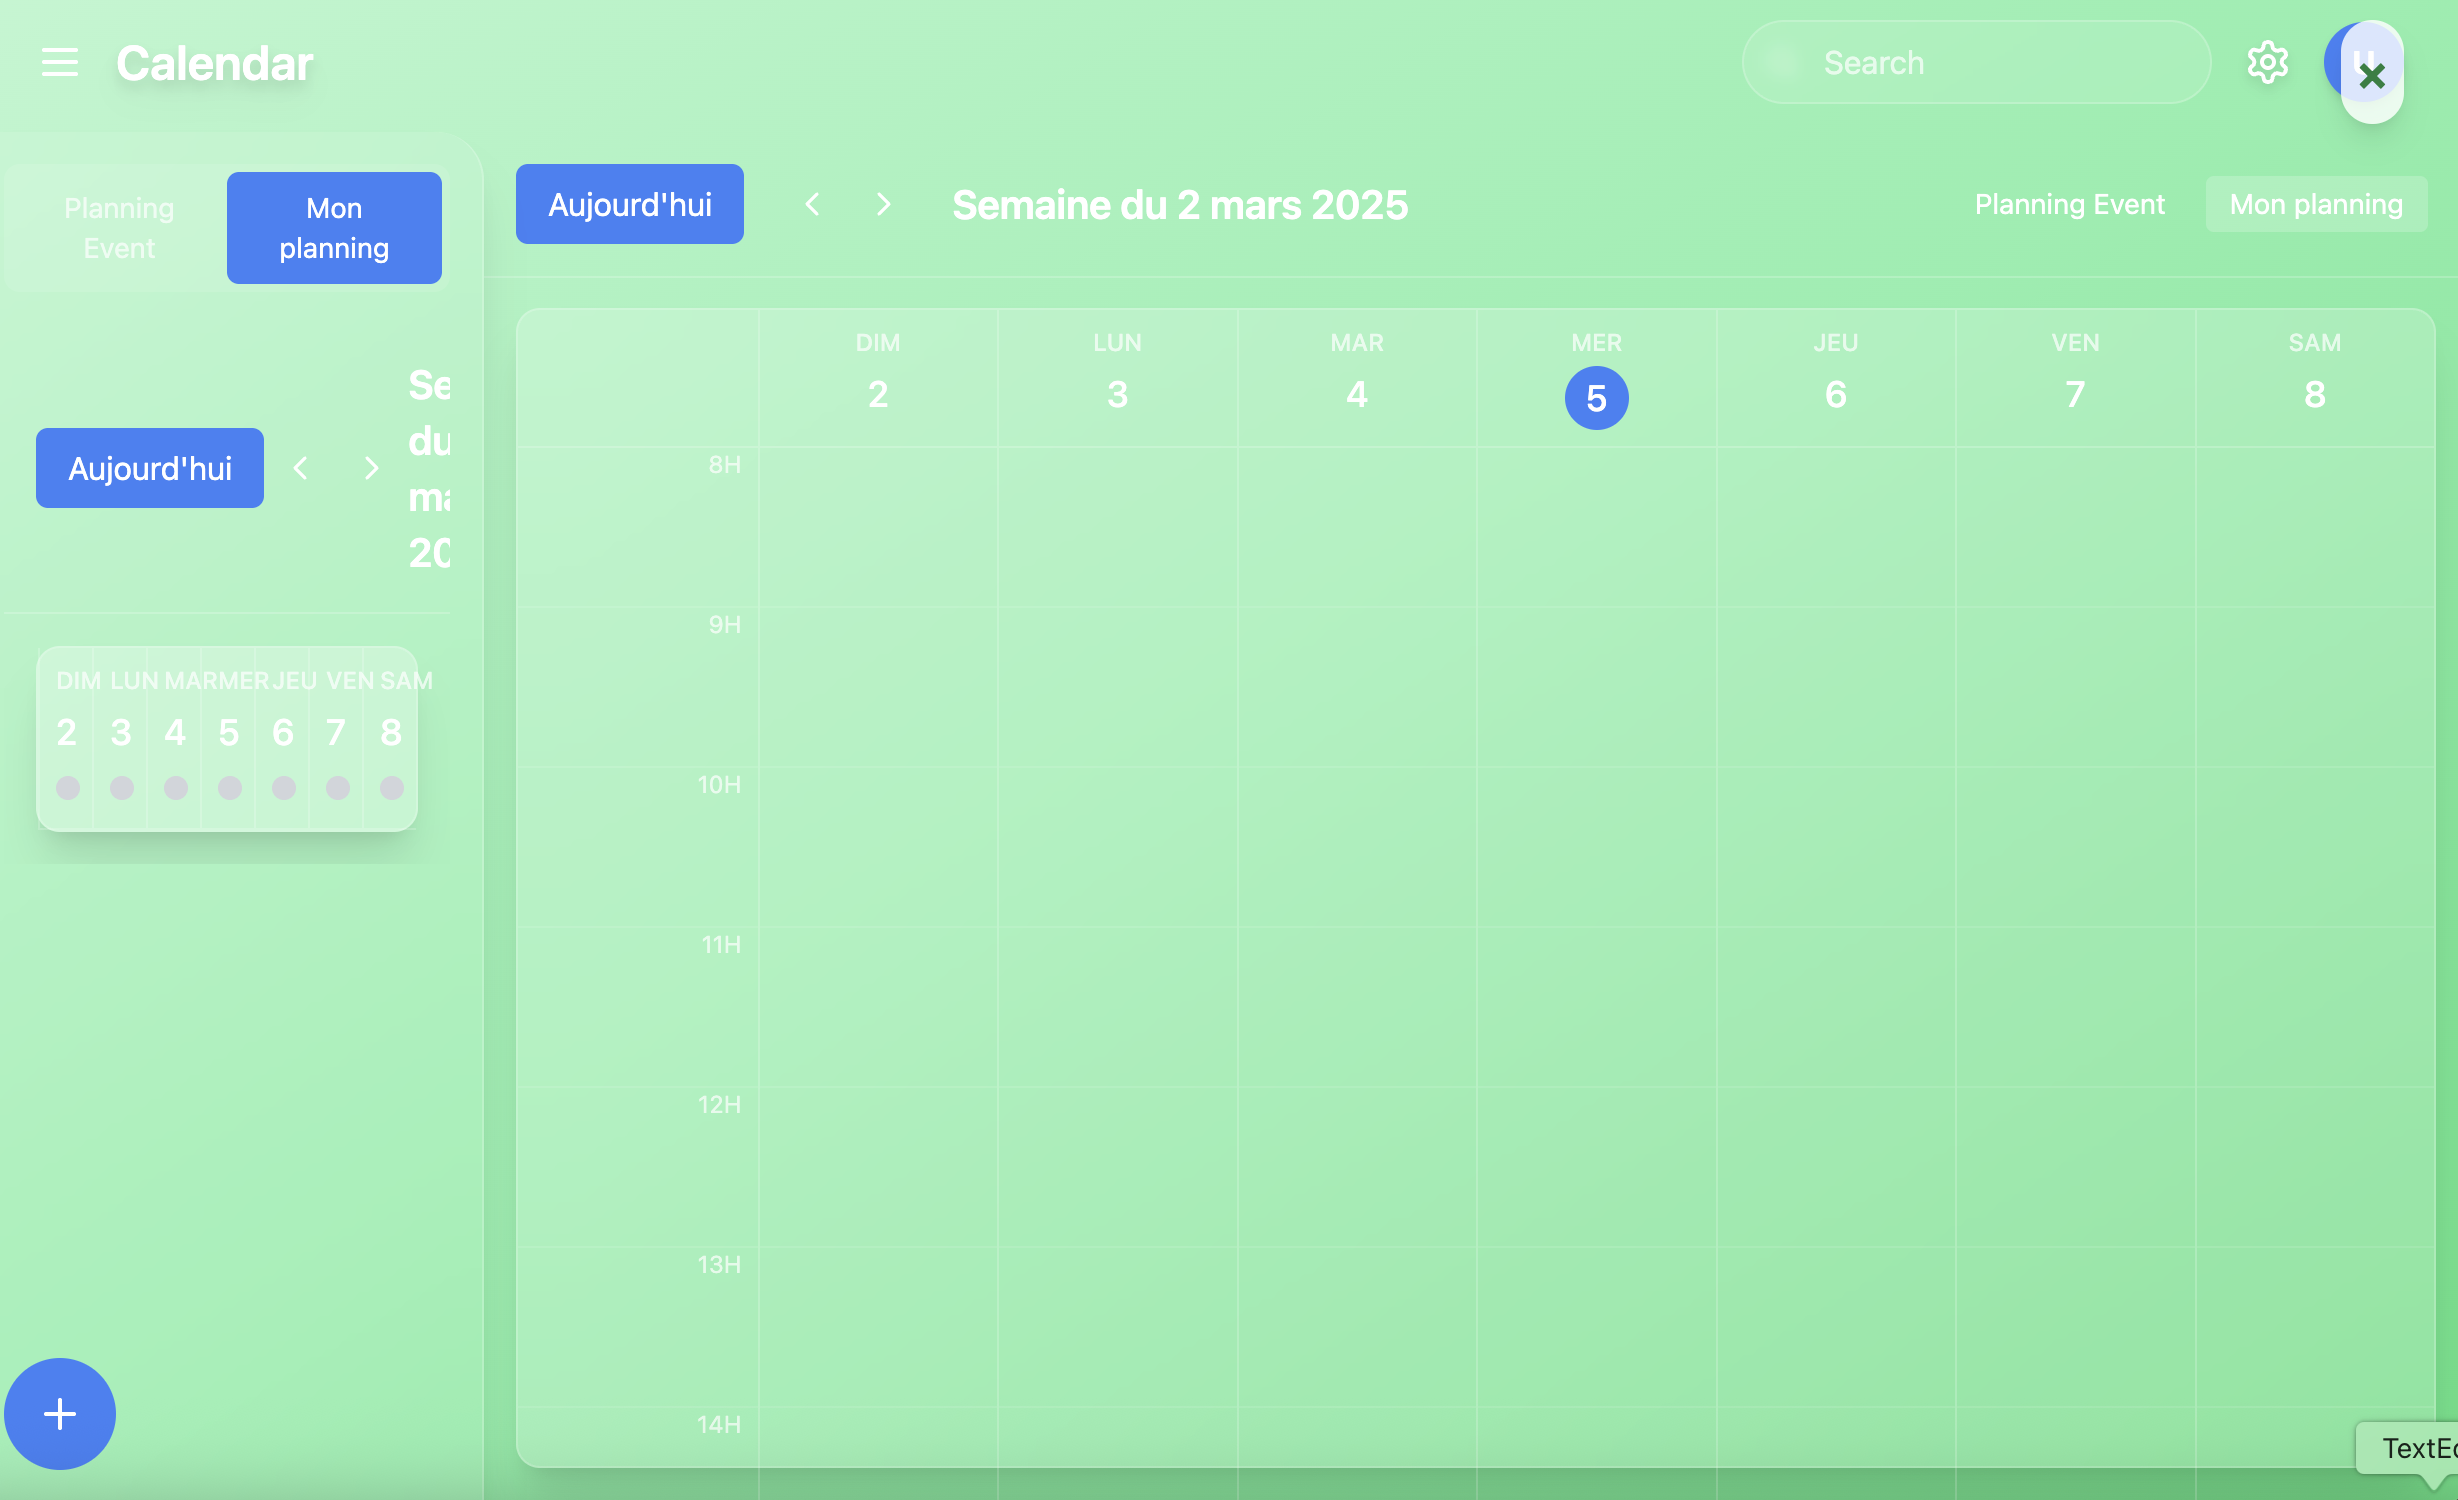 Calendar
Search
Planning
Event
Mon
planning
Aujourd'hui
Semaine du 2 mars 2025
Planning Event
Mon planning
Aujourd'hui
Se
du
ma
20
DIM LUN MAR MER JEU VEN SAM
2 3 4 5 6 7 8
DIM LUN MAR MER JEU VEN SAM
2 3 4 5 6 7 8
8H
9H
10H
11H
12H
13H
14H
TextEd